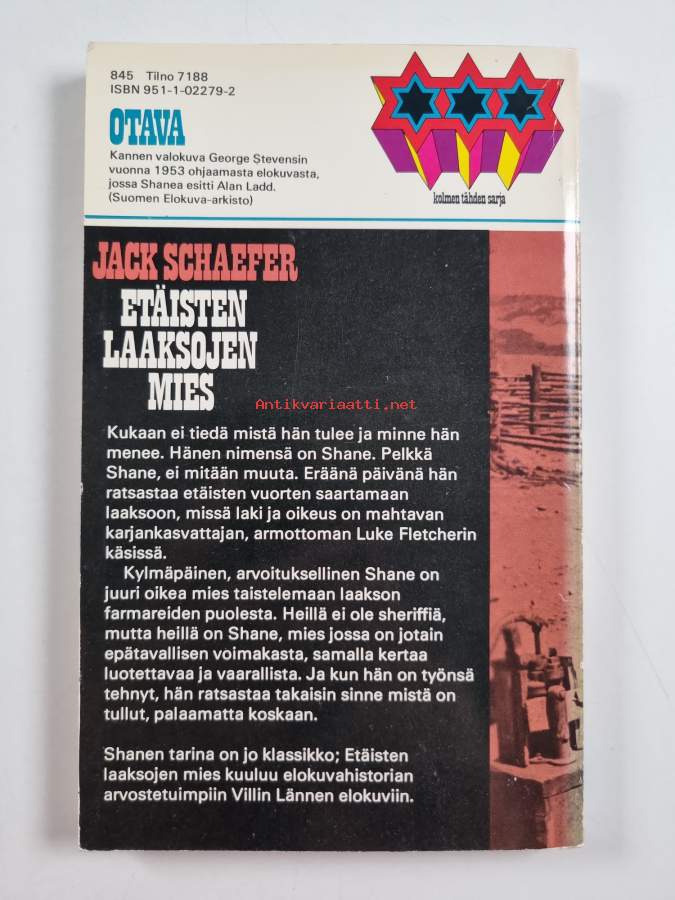 845 Tilno 7188
ISBN 951-1-02279-2
OTAVA
Kannen valokuva George Stevensin
vuonna 1953 ohjaamasta elokuvasta,
jossa Shanea esitti Alan Ladd.
(Suomen Elokuva-arkisto)
kolmen tähden sarja
JACK SCHAEFER
ETÄISTEN
LAAKSOJEN
MIES
Antikvariaatti.net
Kukaan ei tiedä mistä hän tulee ja minne hän
menee. Hänen nimensä on Shane. Pelkkä
Shane, ei mitään muuta. Eräänä päivänä hän
ratsastaa etäisten vuorten saartamaan
laaksoon, missä laki ja oikeus on mahtavan
karjankasvattajan, armottoman Luke Fletcherin
käsissä.
Kylmäpäinen, arvoituksellinen Shane on
juuri oikea mies taistelemaan laakson
farmareiden puolesta. Heillä ei ole sheriffiä,
mutta heillä on Shane, mies jossa on jotain
epätavallisen voimakasta, samalla kertaa
luotettavaa ja vaarallista. Ja kun hän on työnsä
tehnyt, hän ratsastaa takaisin sinne mistä on
tullut, palaamatta koskaan.
Shanen tarina on jo klassikko; Etäisten
laaksojen mies kuuluu elokuvahistorian
arvostetuimpiin Villin Lännen elokuviin.